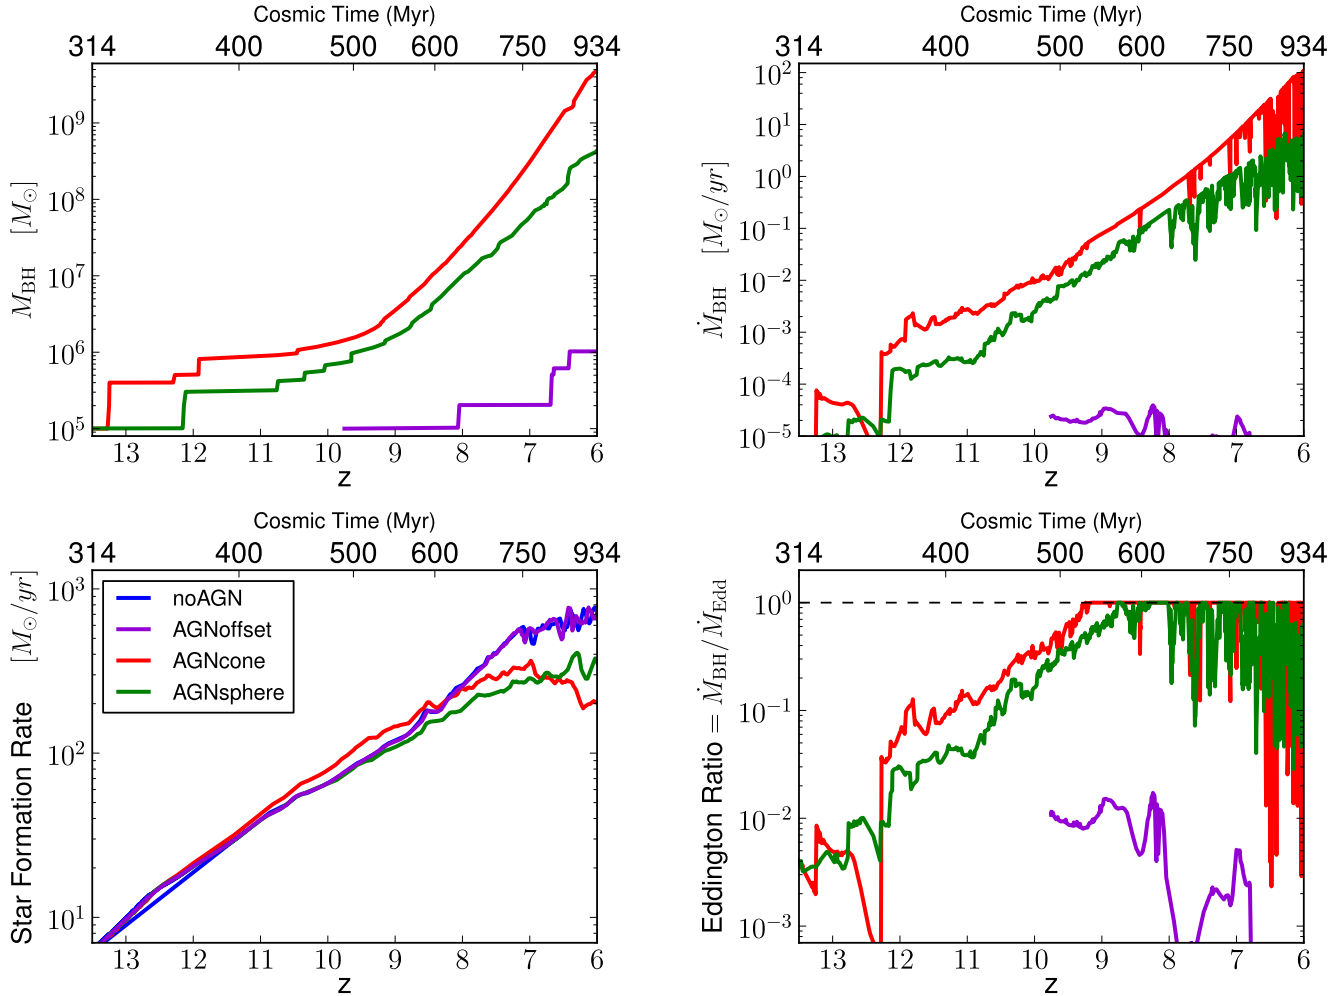 Cosmic Time (Myr)
314 400 500 600 750 934
M_BH [M_⊙]
10^9
10^8
10^7
10^6
10^5
13 12 11 10 9 8 7 6
z
Cosmic Time (Myr)
314 400 500 600 750 934
Ṁ_BH [M_⊙/yr]
10^2
10^1
10^0
10^−1
10^−2
10^−3
10^−4
10^−5
13 12 11 10 9 8 7 6
z
Cosmic Time (Myr)
314 400 500 600 750 934
Star Formation Rate [M_⊙/yr]
10^3
10^2
10^1
noAGN
AGNoffset
AGNcone
AGNsphere
13 12 11 10 9 8 7 6
z
Cosmic Time (Myr)
314 400 500 600 750 934
Eddington Ratio = Ṁ_BH/Ṁ_Edd
10^0
10^−1
10^−2
10^−3
13 12 11 10 9 8 7 6
z